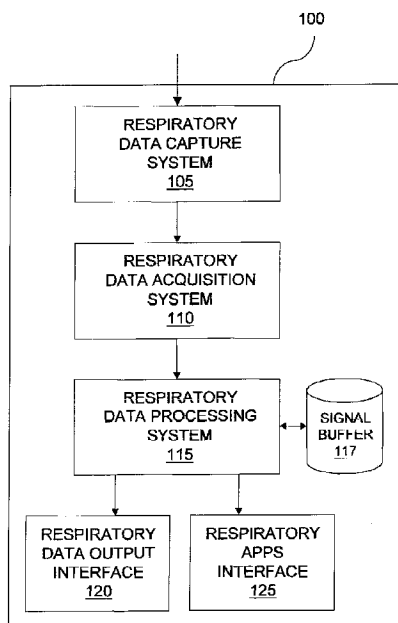 100
RESPIRATORY
DATA CAPTURE
SYSTEM
105
RESPIRATORY
DATA ACQUISITION
SYSTEM
110
RESPIRATORY
DATA PROCESSING
SYSTEM
115
SIGNAL
BUFFER
117
RESPIRATORY
DATA OUTPUT
INTERFACE
120
RESPIRATORY
APPS
INTERFACE
125